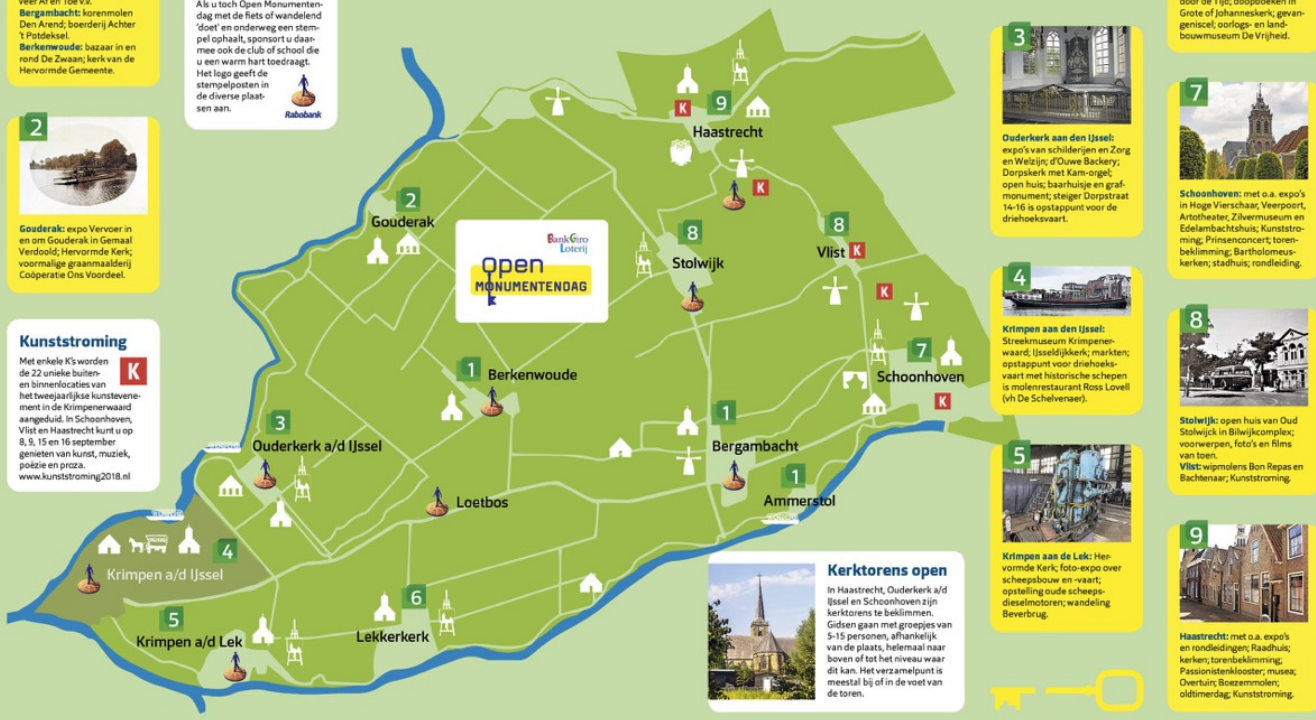 veer Af en Toe v.v.
Bergambacht: korenmolen
Den Arend; boerderij Achter
't Potdeksel.
Berkenwoude: bazaar in en
rond De Zwaan; kerk van de
Hervormde Gemeente.
Als u toch Open Monumenten-
dag met de fiets of wandelend
'doet' en onderweg een stem-
pel ophaalt, sponsort u daar-
mee ook de club of school die
u een warm hart toedraagt.
Het logo geeft de
stempelposten in
de diverse plaat-
sen aan.
Rabobank
2
Gouderak: expo Vervoer in
en om Gouderak in Gemaal
Verdoold; Hervormde Kerk;
voormalige graanmaalderij
Coöperatie Ons Voordeel.
Kunststroming
Met enkele K's worden
de 22 unieke buiten-
en binnenlocaties van
het tweejaarlijkse kunstevene-
ment in de Krimpenerwaard
aangeduid. In Schoonhoven,
Vlist en Haastrecht kunt u op
8, 9, 15 en 16 september
genieten van kunst, muziek,
poëzie en proza.
www.kunststroming2018.nl
K
K
9
Haastrecht
K
2
Gouderak
BankGiro
Loterij
open
MONUMENTENDAG
8
Stolwijk
8
Vlist
K
K
7
Schoonhoven
K
1
Berkenwoude
3
Ouderkerk a/d IJssel
1
Bergambacht
1
Ammerstol
Loetbos
4
Krimpen a/d IJssel
5
Krimpen a/d Lek
6
Lekkerkerk
Kerktorens open
In Haastrecht, Ouderkerk a/d
IJssel en Schoonhoven zijn
kerktorens te beklimmen.
Gidsen gaan met groepjes van
5-15 personen, afhankelijk
van de plaats, helemaal naar
boven of tot het niveau waar
dit kan. Het verzamelpunt is
meestal bij of in de voet van
de toren.
3
Ouderkerk aan den IJssel:
expo's van schilderijen en Zorg
en Welzijn; d'Ouwe Backery;
Dorpskerk met Kam-orgel;
open huis; baarhuisje en graf-
monument; steiger Dorpstraat
14-16 is opstappunt voor de
driehoeksvaart.
4
Krimpen aan den IJssel:
Streekmuseum Krimpener-
waard; IJsseldijkkerk; markten;
opstappunt voor driehoeks-
vaart met historische schepen
is molenrestaurant Ross Lovell
(vh De Schelvenaer).
5
Krimpen aan de Lek: Her-
vormde Kerk; foto-expo over
scheepsbouw en -vaart;
opstelling oude scheeps-
dieselmotoren; wandeling
Beverbrug.
door de Tijd; doopboeken in
Grote of Johanneskerk; gevan-
geniscel; oorlogs- en land-
bouwmuseum De Vrijheid.
7
Schoonhoven: met o.a. expo's
in Hoge Vierschaar, Veerpoort,
Artotheater, Zilvermuseum en
Edelambachtshuis; Kunststro-
ming; Prinsenconcert; toren-
beklimming; Bartholomeus-
kerken; stadhuis; rondleiding.
8
Stolwijk: open huis van Oud
Stolwijck in Bilwijkcomplex;
voorwerpen, foto's en films
van toen.
Vlist: wipmolens Bon Repas en
Bachtenaar; Kunststroming.
9
Haastrecht: met o.a. expo's
en rondleidingen; Raadhuis;
kerken; torenbeklimming;
Passionistenklooster; musea;
Overtuin; Boezemmolen;
oldtimerdag; Kunststroming.